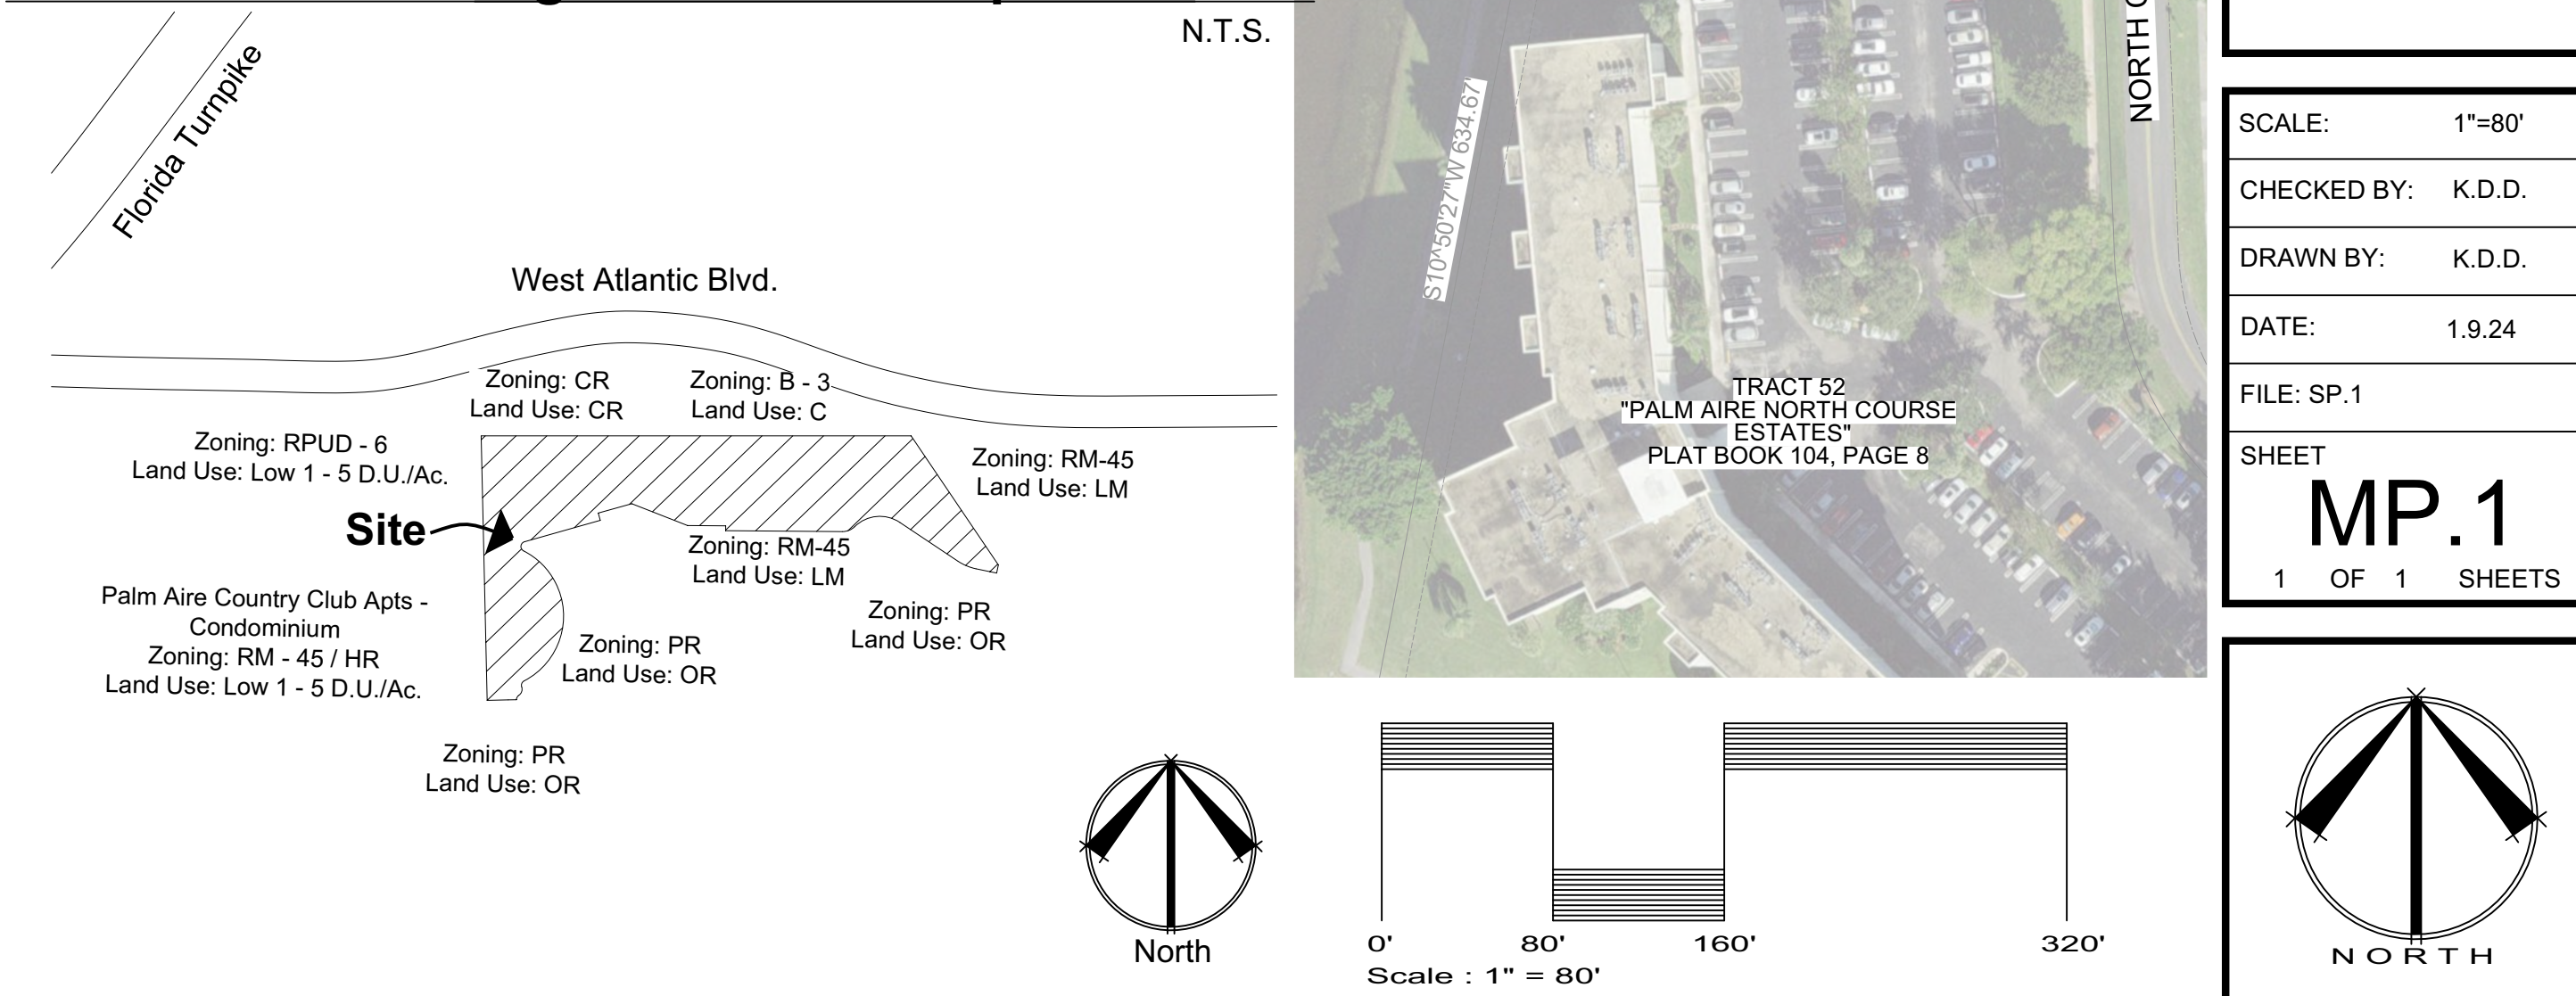 N.T.S.
Florida Turnpike
West Atlantic Blvd.
Zoning: CR
Land Use: CR
Zoning: B - 3
Land Use: C
Zoning: RPUD - 6
Land Use: Low 1 - 5 D.U./Ac.
Zoning: RM-45
Land Use: LM
Site
Zoning: RM-45
Land Use: LM
Palm Aire Country Club Apts -
Condominium
Zoning: RM - 45 / HR
Land Use: Low 1 - 5 D.U./Ac.
Zoning: PR
Land Use: OR
Zoning: PR
Land Use: OR
Zoning: PR
Land Use: OR
North
S10^50'27"W 634.67'
NORTH
TRACT 52
"PALM AIRE NORTH COURSE
ESTATES"
PLAT BOOK 104, PAGE 8
0' 80' 160' 320'
Scale : 1" = 80'
SCALE: 1"=80'
CHECKED BY: K.D.D.
DRAWN BY: K.D.D.
DATE: 1.9.24
FILE: SP.1
SHEET
MP.1
1 OF 1 SHEETS
NORTH